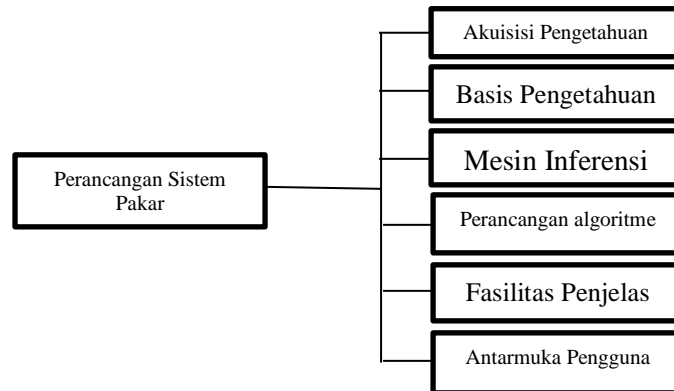 Akuisisi Pengetahuan
Basis Pengetahuan
Mesin Inferensi
Perancangan Sistem
Pakar
Perancangan algoritme
Fasilitas Penjelas
Antarmuka Pengguna